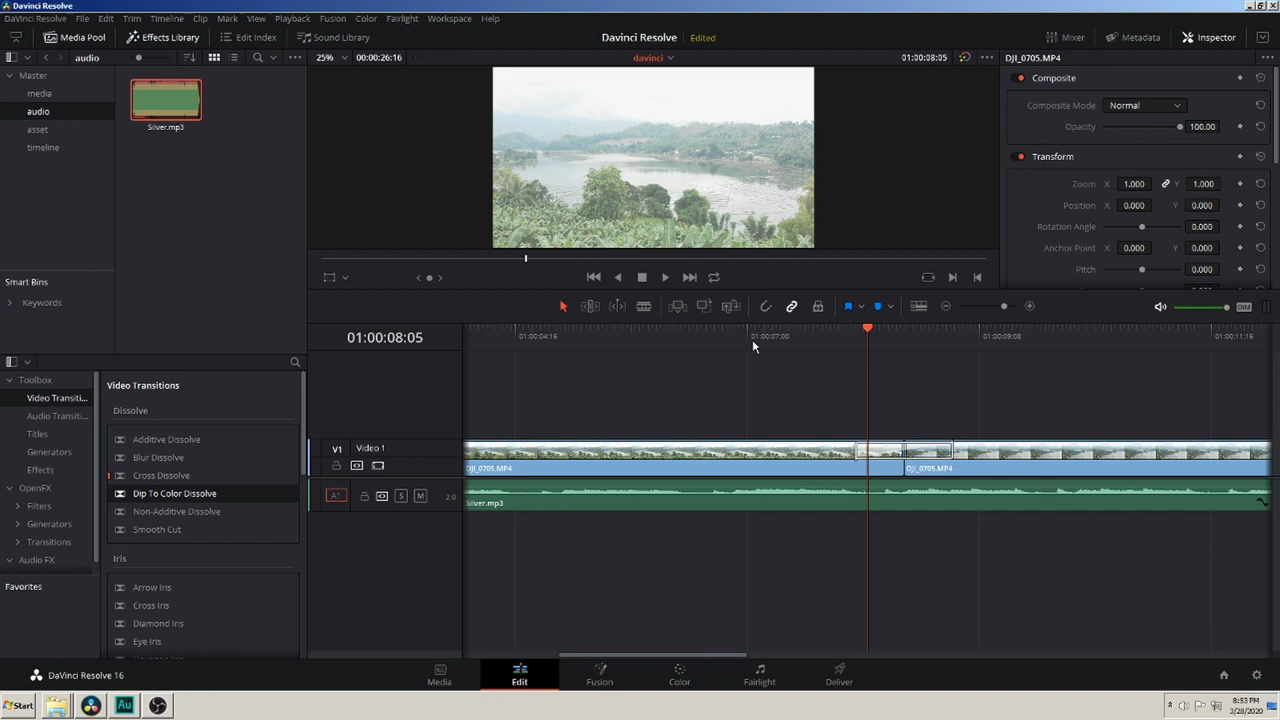 DaVinci Resolve
DaVinci Resolve File Edit Trim Timeline Clip Mark View Playback Fusion Color Fairlight Workspace Help
Media Pool Effects Library Edit Index Sound Library Davinci Resolve Edited Mixer Metadata Inspector
audio 25% 00:00:26:16 davinci 01:00:08:05 DJI_0705.MP4
Master
media
audio
asset
timeline
Silver.mp3
Smart Bins
Keywords
Composite
Composite Mode Normal
Opacity 100.00
Transform
Zoom X 1.000 Y 1.000
Position X 0.000 Y 0.000
Rotation Angle 0.000
Anchor Point X 0.000 Y 0.000
Pitch 0.000
DIM
01:00:08:05
01:00:04:16 01:00:07:00 01:00:09:08 01:00:11:16
V1 Video 1
DJI_0705.MP4 DJI_0705.MP4
A1 S M 2.0
Silver.mp3
Toolbox
Video Transiti...
Audio Transiti...
Titles
Generators
Effects
OpenFX
Filters
Generators
Transitions
Audio FX
Favorites
Video Transitions
Dissolve
Additive Dissolve
Blur Dissolve
Cross Dissolve
Dip To Color Dissolve
Non-Additive Dissolve
Smooth Cut
Iris
Arrow Iris
Cross Iris
Diamond Iris
Eye Iris
DaVinci Resolve 16
Media Edit Fusion Color Fairlight Deliver
Start Au 8:53 PM
3/28/2020